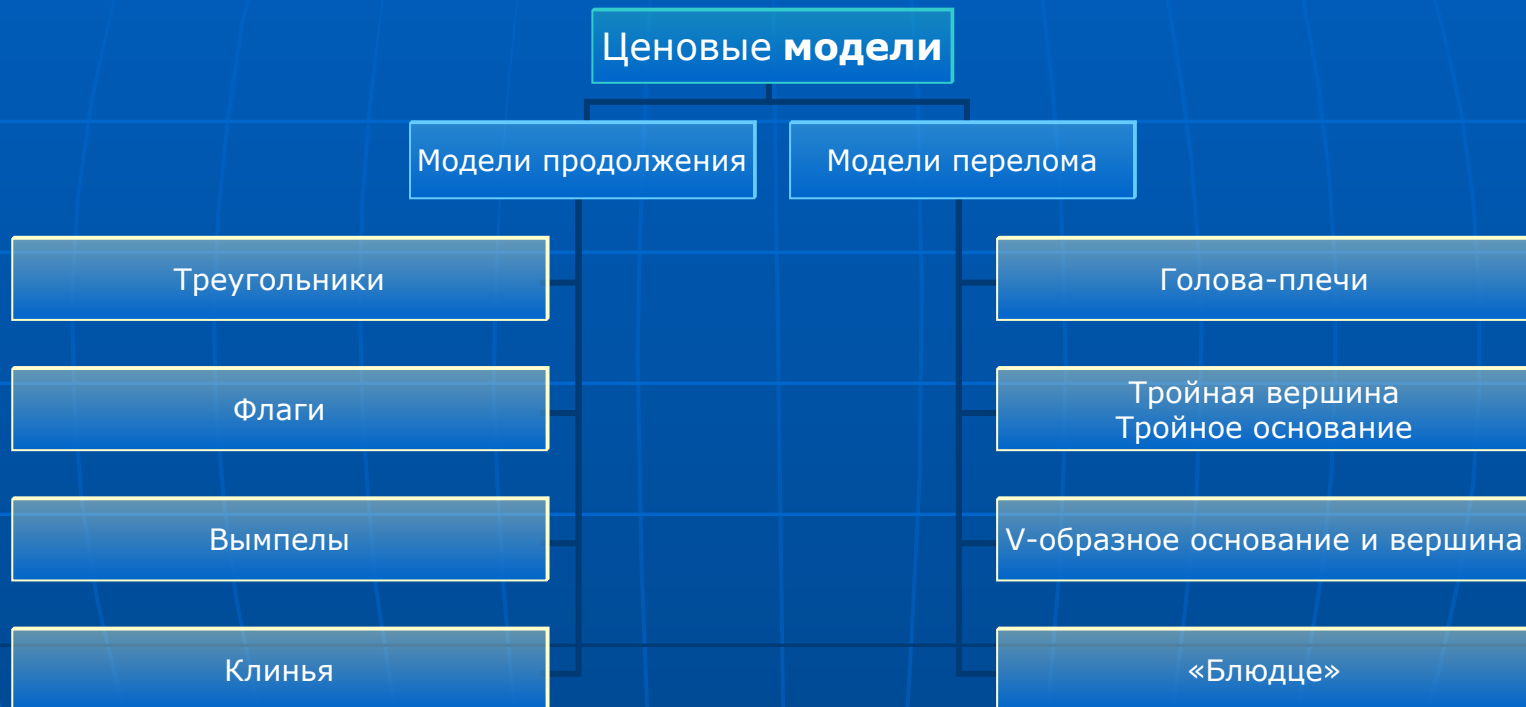 Ценовые модели
Модели продолжения
Модели перелома
Треугольники
Голова-плечи
Флаги
Тройная вершина
Тройное основание
Вымпелы
V-образное основание и вершина
Клинья
«Блюдце»